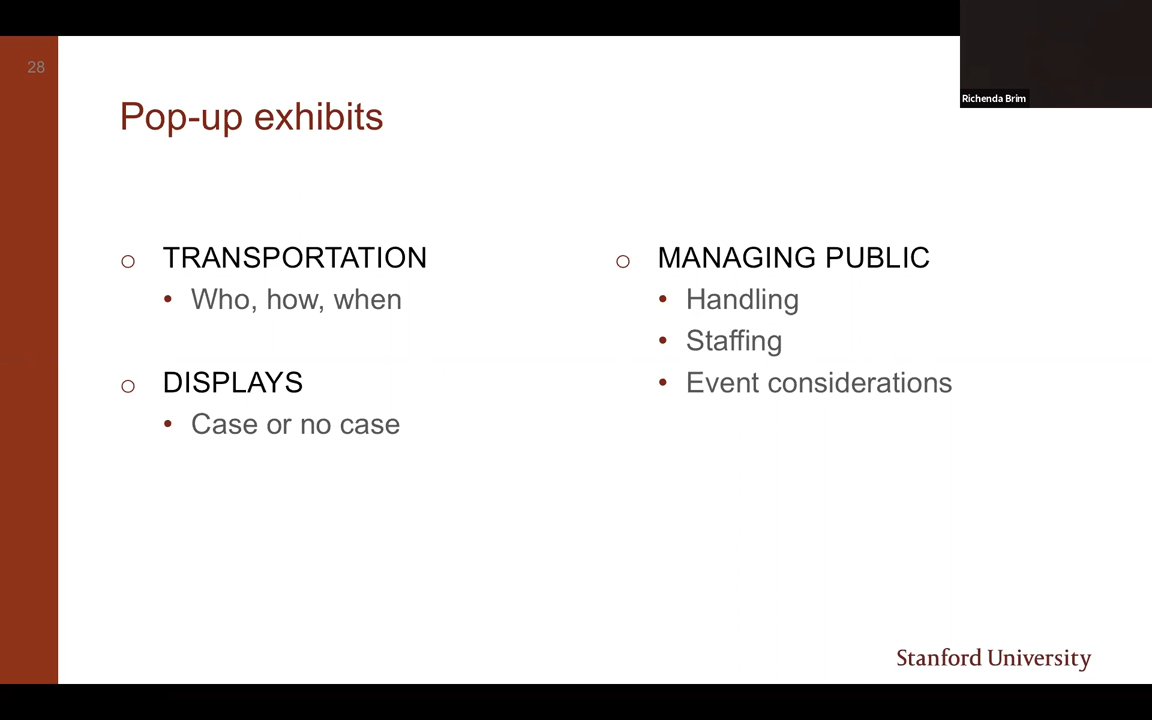 28
Richenda Brim
Pop-up exhibits
TRANSPORTATION
Who, how, when
DISPLAYS
Case or no case
MANAGING PUBLIC
Handling
Staffing
Event considerations
Stanford University